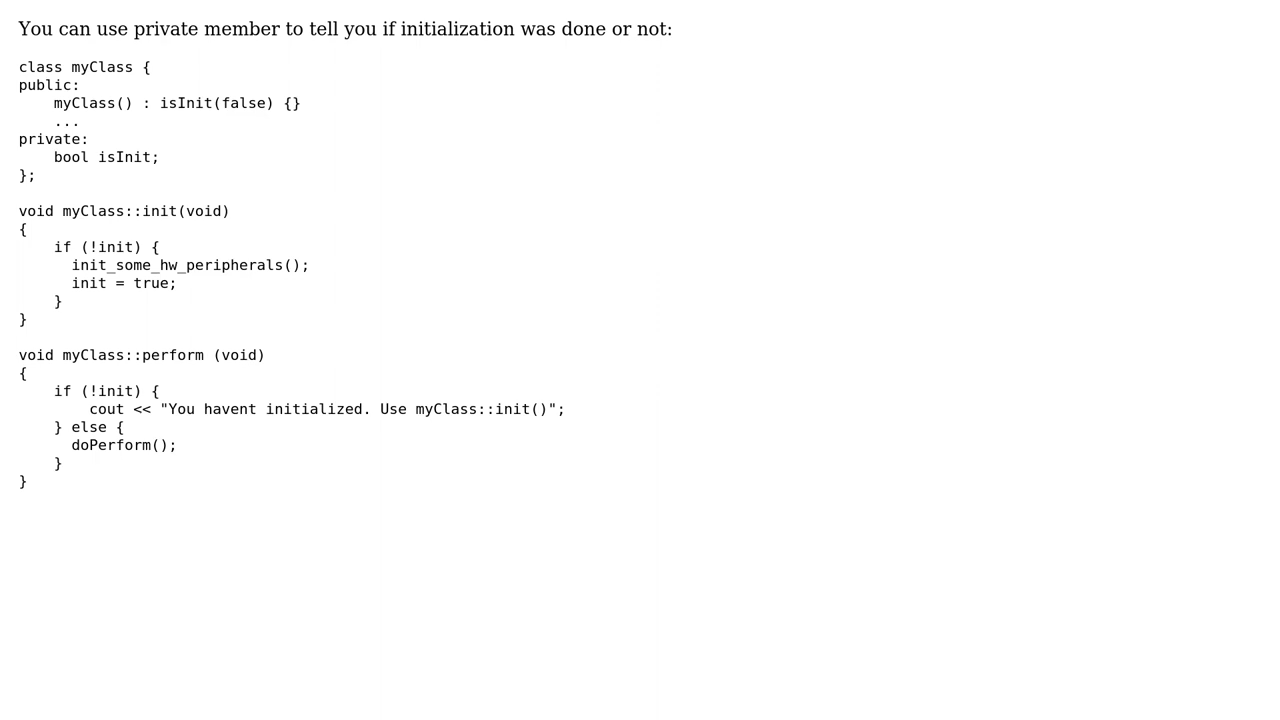 You can use private member to tell you if initialization was done or not:
class myClass {
public:
    myClass() : isInit(false) {}
    ...
private:
    bool isInit;
};

void myClass::init(void)
{
    if (!init) {
      init_some_hw_peripherals();
      init = true;
    }
}

void myClass::perform (void)
{
    if (!init) {
        cout << "You havent initialized. Use myClass::init()";
    } else {
      doPerform();
    }
}